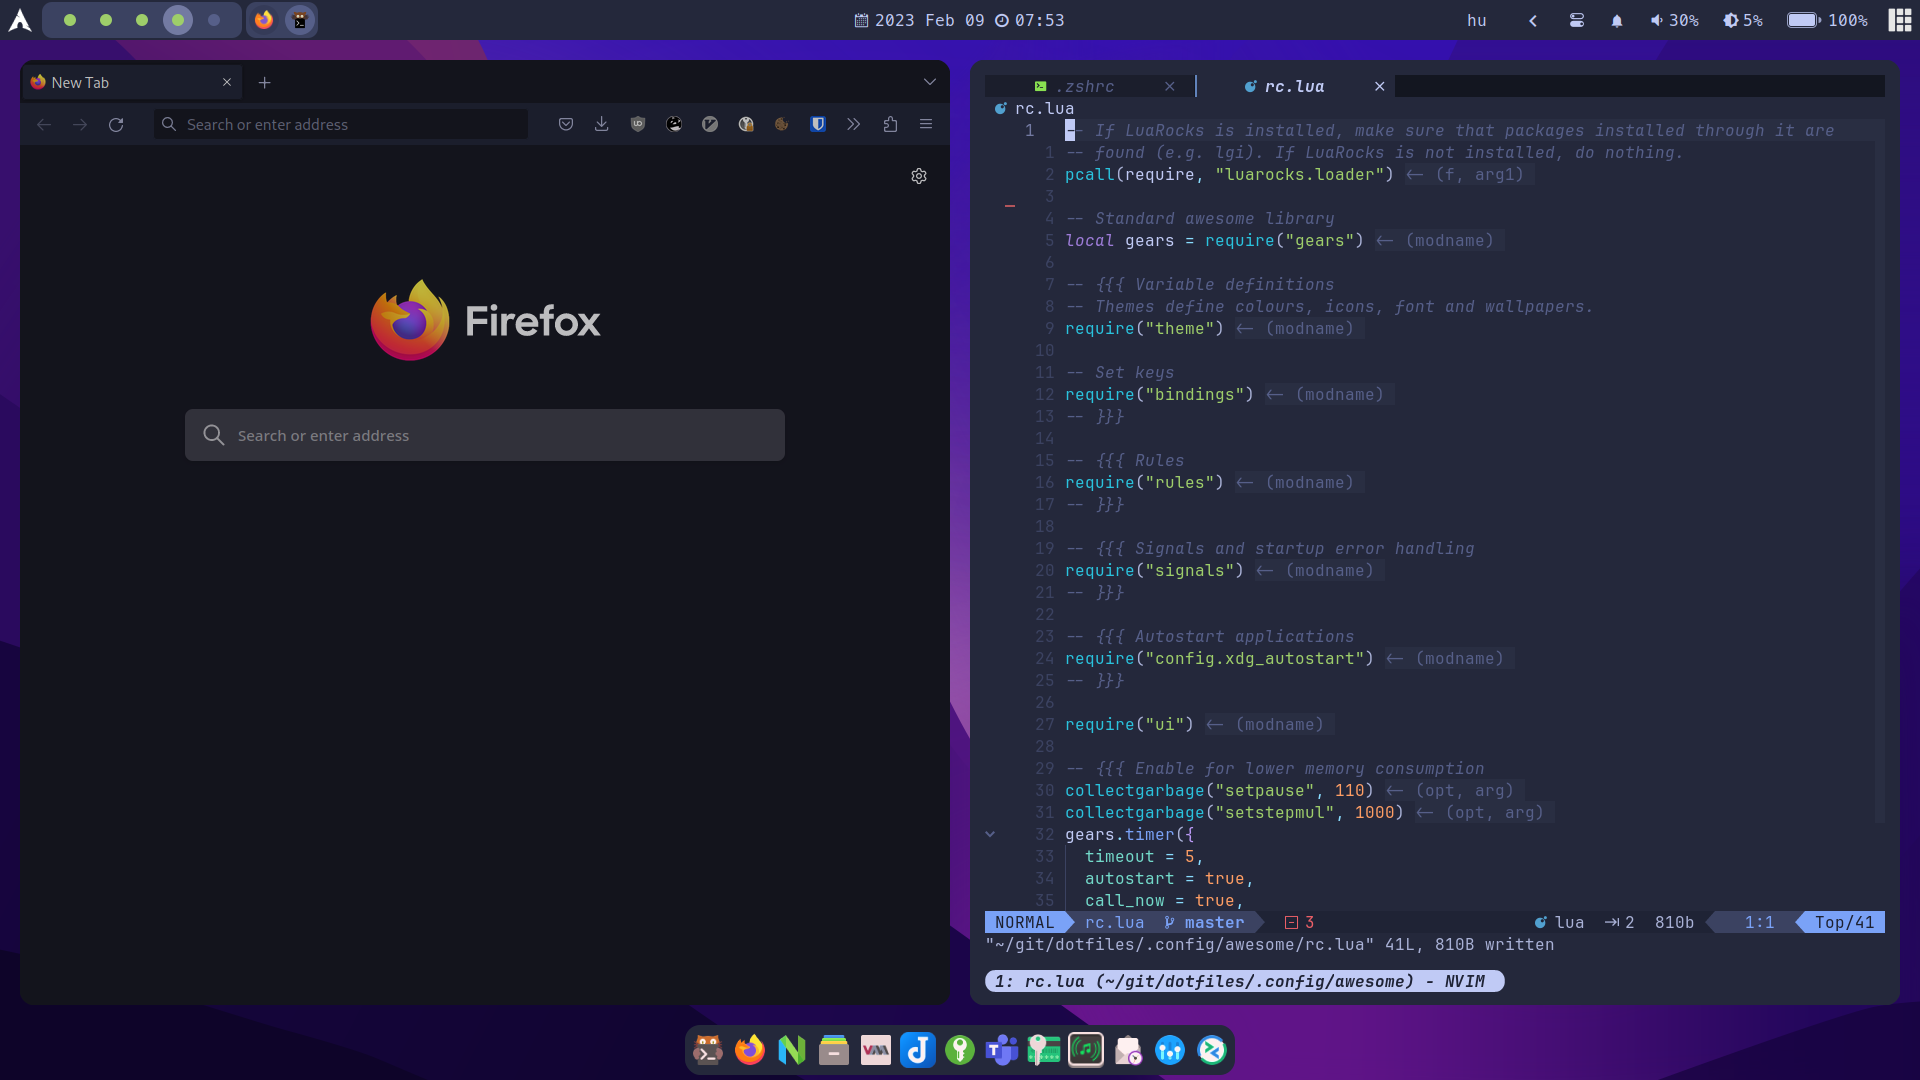 2023 Feb 09 07:53
hu
30%
5%
100%
New Tab
Search or enter address
Firefox
Search or enter address
.zshrc
rc.lua
rc.lua
1 -- If LuaRocks is installed, make sure that packages installed through it are
1 -- found (e.g. lgi). If LuaRocks is not installed, do nothing.
2 pcall(require, "luarocks.loader") <- (f, arg1)
3
4 -- Standard awesome library
5 local gears = require("gears") <- (modname)
6
7 -- {{{ Variable definitions
8 -- Themes define colours, icons, font and wallpapers.
9 require("theme") <- (modname)
10
11 -- Set keys
12 require("bindings") <- (modname)
13 -- }}}
14
15 -- {{{ Rules
16 require("rules") <- (modname)
17 -- }}}
18
19 -- {{{ Signals and startup error handling
20 require("signals") <- (modname)
21 -- }}}
22
23 -- {{{ Autostart applications
24 require("config.xdg_autostart") <- (modname)
25 -- }}}
26
27 require("ui") <- (modname)
28
29 -- {{{ Enable for lower memory consumption
30 collectgarbage("setpause", 110) <- (opt, arg)
31 collectgarbage("setstepmul", 1000) <- (opt, arg)
32 gears.timer({
33 timeout = 5,
34 autostart = true,
35 call_now = true,
NORMAL rc.lua master 3 lua 2 810b 1:1 Top/41
"~/git/dotfiles/.config/awesome/rc.lua" 41L, 810B written
1: rc.lua (~/git/dotfiles/.config/awesome) - NVIM